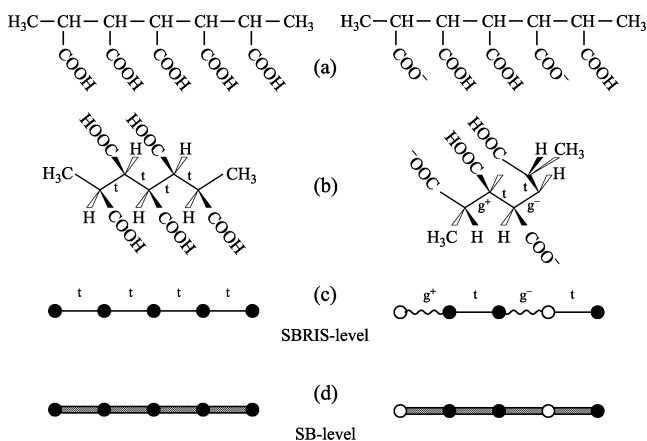 H₃C—CH—CH—CH—CH—CH—CH₃
COOH COOH COOH COOH COOH
H₃C—CH—CH—CH—CH—CH—CH₃
COO⁻ COOH COOH COO⁻ COOH
(a)
HOOC HOOC
H H
H₃C t t t t CH₃
H H
COOH COOH COOH
(b)
HOOC
HOOC H CH₃
⁻OOC t H
g⁺ t g⁻
H₃C H H COO⁻
t t t t
(c)
g⁺ t g⁻ t
SBRIS-level
(d)
SB-level